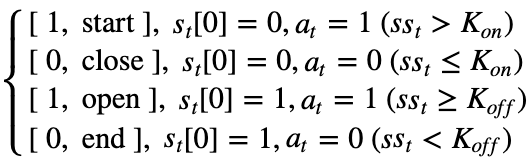 [ 1, start ], s_t[0] = 0, a_t = 1 (ss_t > K_on)
[ 0, close ], s_t[0] = 0, a_t = 0 (ss_t ≤ K_on)
[ 1, open ], s_t[0] = 1, a_t = 1 (ss_t ≥ K_off)
[ 0, end ], s_t[0] = 1, a_t = 0 (ss_t < K_off)